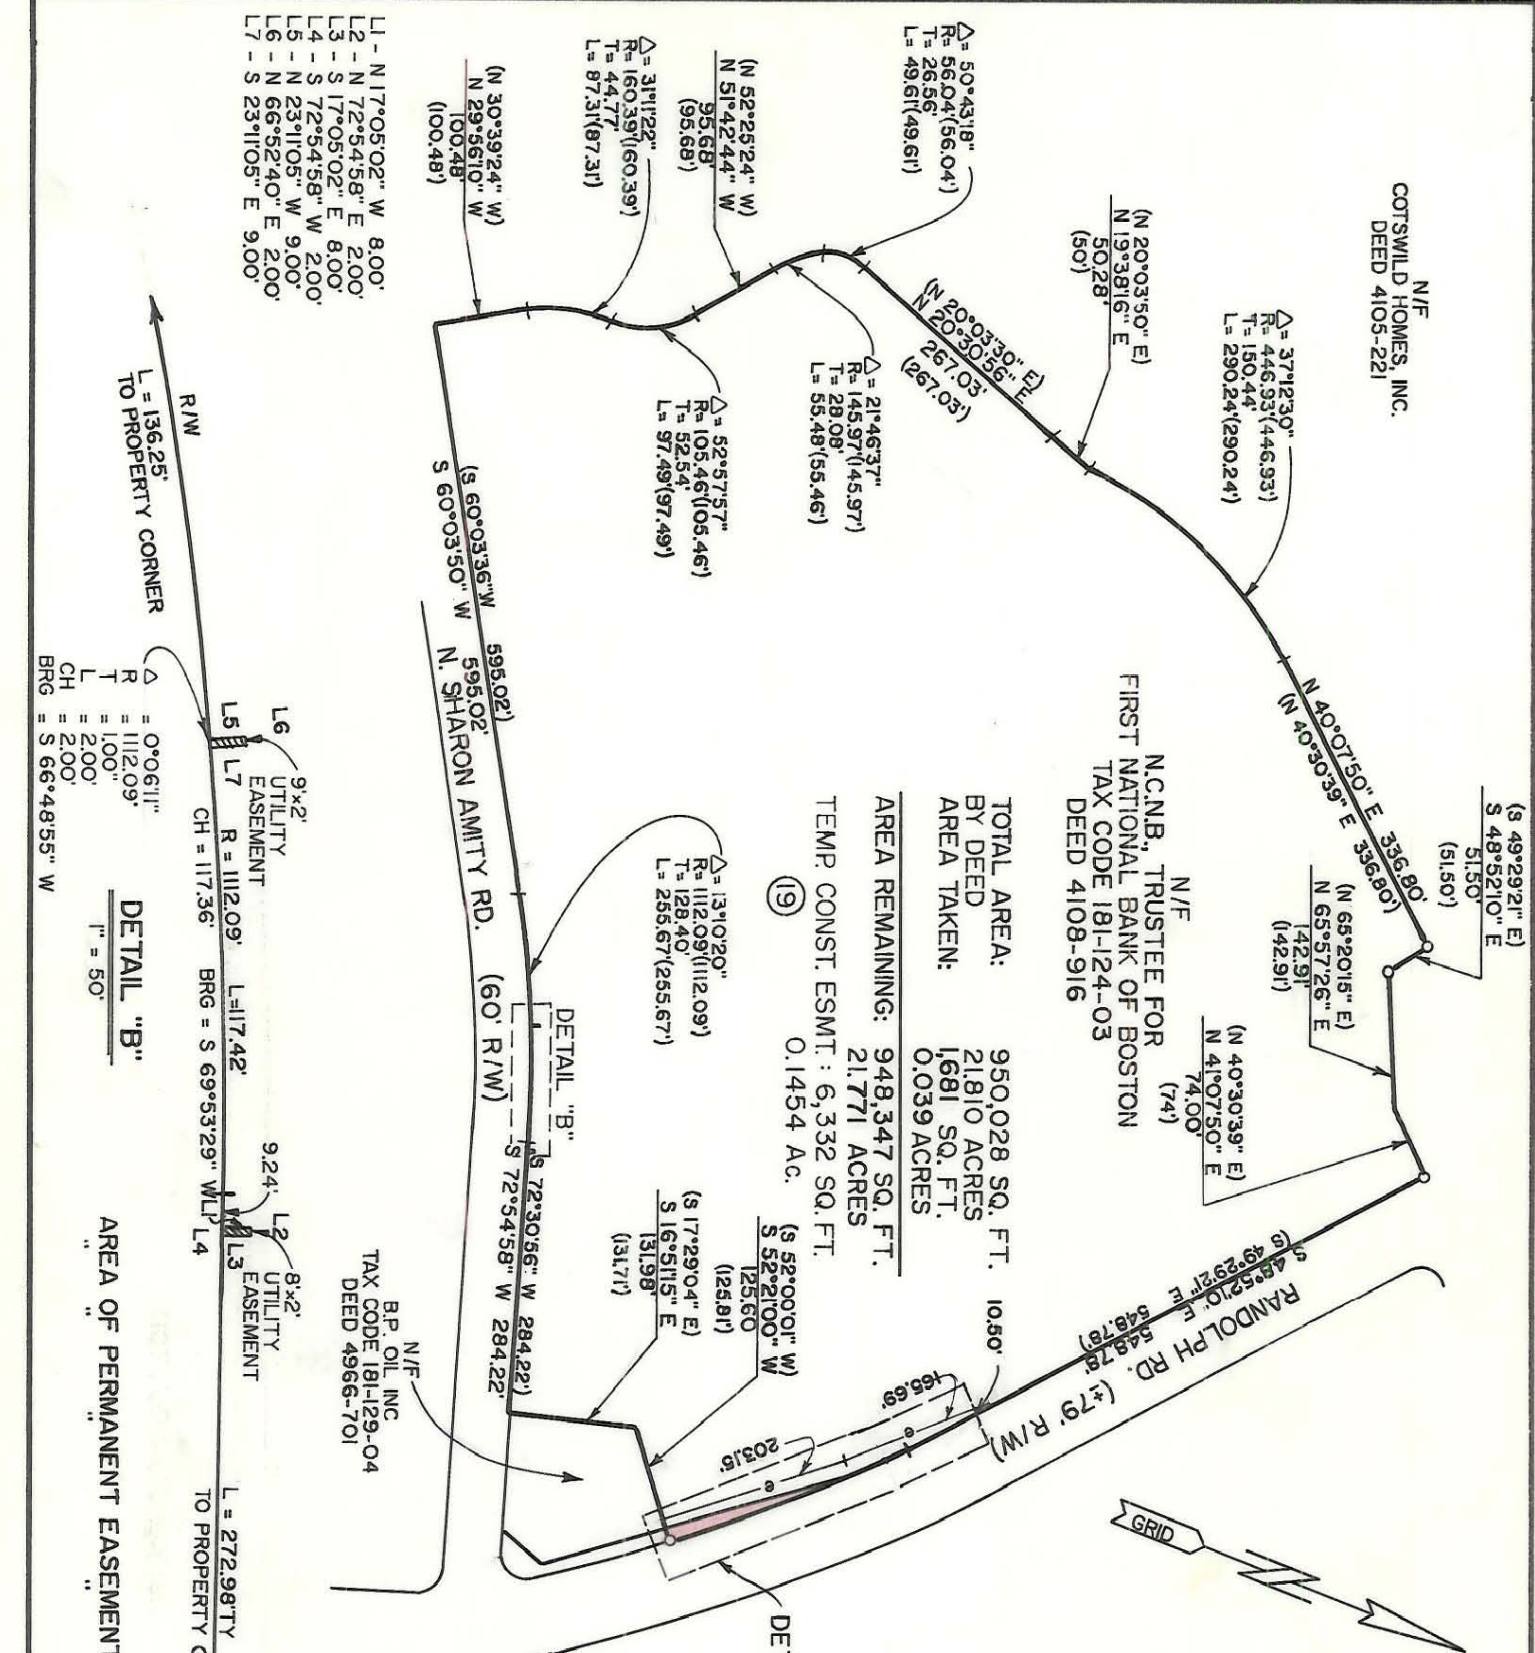 N/F
COTSWILD HOMES, INC.
DEED 4105-221
(S 49°29'21" E)
S 48°52'10" E
51.50'
(51.50')
(N 65°20'15" E)
N 65°57'26" E
142.91'
(142.91')
(N 40°30'39" E)
N 41°07'50" E
74.00'
(74')
N 40°07'50" E 336.80'
(N 40°30'39" E 336.80')
△= 37°12'30"
R= 446.93'(446.93')
T= 150.44'
L= 290.24'(290.24')
(N 20°03'50" E)
N 19°38'16" E
50.28'
(50')
(N 20°03'30" E)
N 20°30'56" E
267.03'
(267.03')
△= 50°43'18"
R= 56.04'(56.04')
T= 26.56'
L= 49.61'(49.61')
△= 21°46'37"
R= 145.97'(145.97')
T= 28.08'
L= 55.48'(55.46')
(N 52°25'24" W)
N 51°42'44" W
95.68'
(95.68')
△= 52°57'57"
R= 105.46'(105.46')
T= 52.54'
L= 97.49'(97.49')
△= 31°11'22"
R= 160.39'(160.39')
T= 44.77'
L= 87.31'(87.31')
(N 30°39'24" W)
N 29°56'10" W
100.48'
(100.48')
N/F
N.C.N.B., TRUSTEE FOR
FIRST NATIONAL BANK OF BOSTON
TAX CODE 181-124-03
DEED 4108-916
TOTAL AREA: 950,028 SQ. FT.
BY DEED 21.810 ACRES
AREA TAKEN: 1,681 SQ. FT.
0.039 ACRES
AREA REMAINING: 948,347 SQ. FT.
21.771 ACRES
TEMP. CONST. ESMT.: 6,332 SQ. FT.
0.1454 Ac.
19
S 48°52'10" E 548.78'
(S 49°29'21" E 548.78')
RANDOLPH RD. (±79' R/W)
10.50'
165.69'
e
203.15'
e
GRID
DET
(S 52°00'01" W)
S 52°21'00" W
125.60
(125.81')
(S 17°29'04" E)
S 16°51'15" E
131.98'
(131.71')
△= 13°10'20"
R= 1112.09'(1112.09')
T= 128.40'
L= 255.67'(255.67')
DETAIL "B"
(S 72°30'56" W 284.22')
S 72°54'58" W 284.22'
(S 60°03'36"W 595.02')
S 60°03'50" W 595.02'
N. SHARON AMITY RD. (60' R/W)
N/F
B.P. OIL INC
TAX CODE 181-129-04
DEED 4966-701
L1 - N 17°05'02" W 8.00'
L2 - N 72°54'58" E 2.00'
L3 - S 17°05'02" E 8.00'
L4 - S 72°54'58" W 2.00'
L5 - N 23°11'05" W 9.00'
L6 - N 66°52'40" E 2.00'
L7 - S 23°11'05" E 9.00'
R/W
L = 136.25'
TO PROPERTY CORNER
L6
9'x2'
UTILITY
EASEMENT
L5
L7
R = 1112.09' L=117.42'
CH = 117.36' BRG = S 69°53'29" W
9.24'
L2
8'x2'
UTILITY
EASEMENT
L1
L3
L4
L = 272.98'TY
TO PROPERTY
△ = 0°06'11"
R = 1112.09'
T = 1.00"
L = 2.00'
CH = 2.00'
BRG = S 66°48'55" W
DETAIL "B"
1" = 50'
AREA OF PERMANENT EASEMENT
" " " "